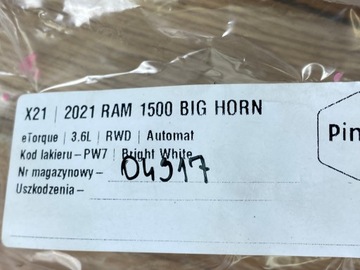 X21 | 2021 RAM 1500 BIG HORN
eTorque | 3.6L | RWD | Automat
Kod lakieru – PW7 | Bright White
Nr magazynowy – 04917
Uszkodzenia –
Pin